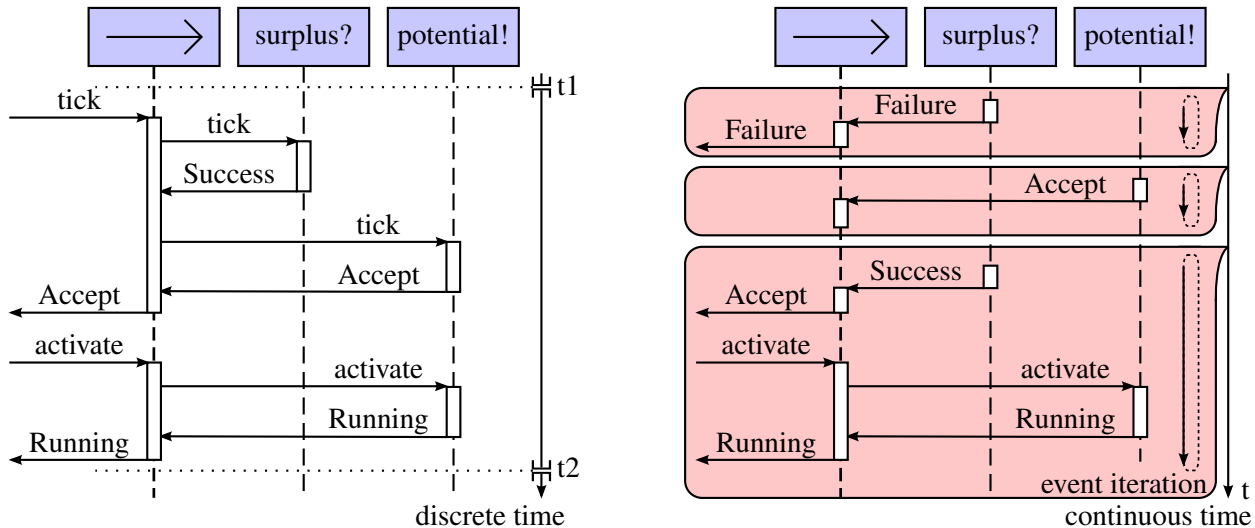 surplus?
potential!
t1
tick
tick
Success
tick
Accept
Accept
activate
activate
Running
Running
t2
discrete time
surplus?
potential!
Failure
Failure
Accept
Success
Accept
activate
activate
Running
Running
event iteration
t
continuous time